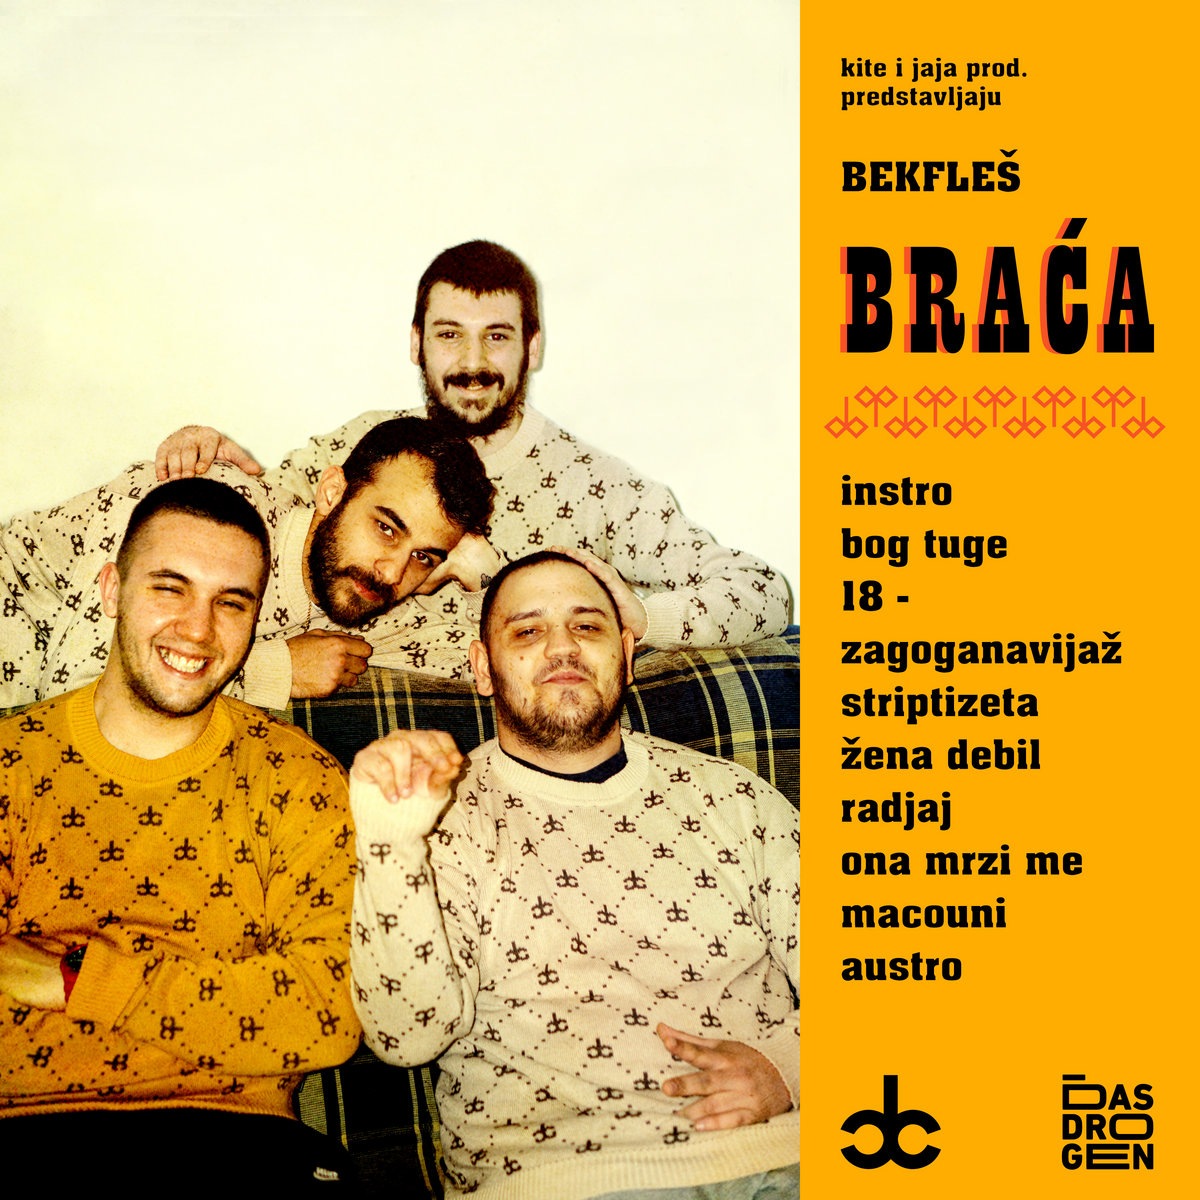 kite i jaja prod.
predstavljaju
BEKFLEŠ
BRAĆA
instro
bog tuge
18 -
zagoganavijaž
striptizeta
žena debil
radjaj
ona mrzi me
macouni
austro
DAS
DRO
GEN